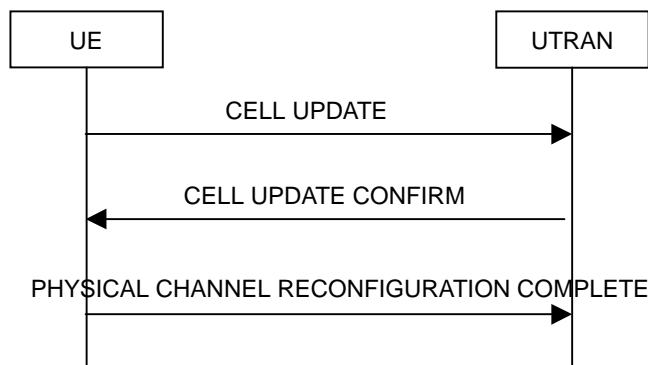 UE
UTRAN
CELL UPDATE
CELL UPDATE CONFIRM
PHYSICAL CHANNEL RECONFIGURATION COMPLETE